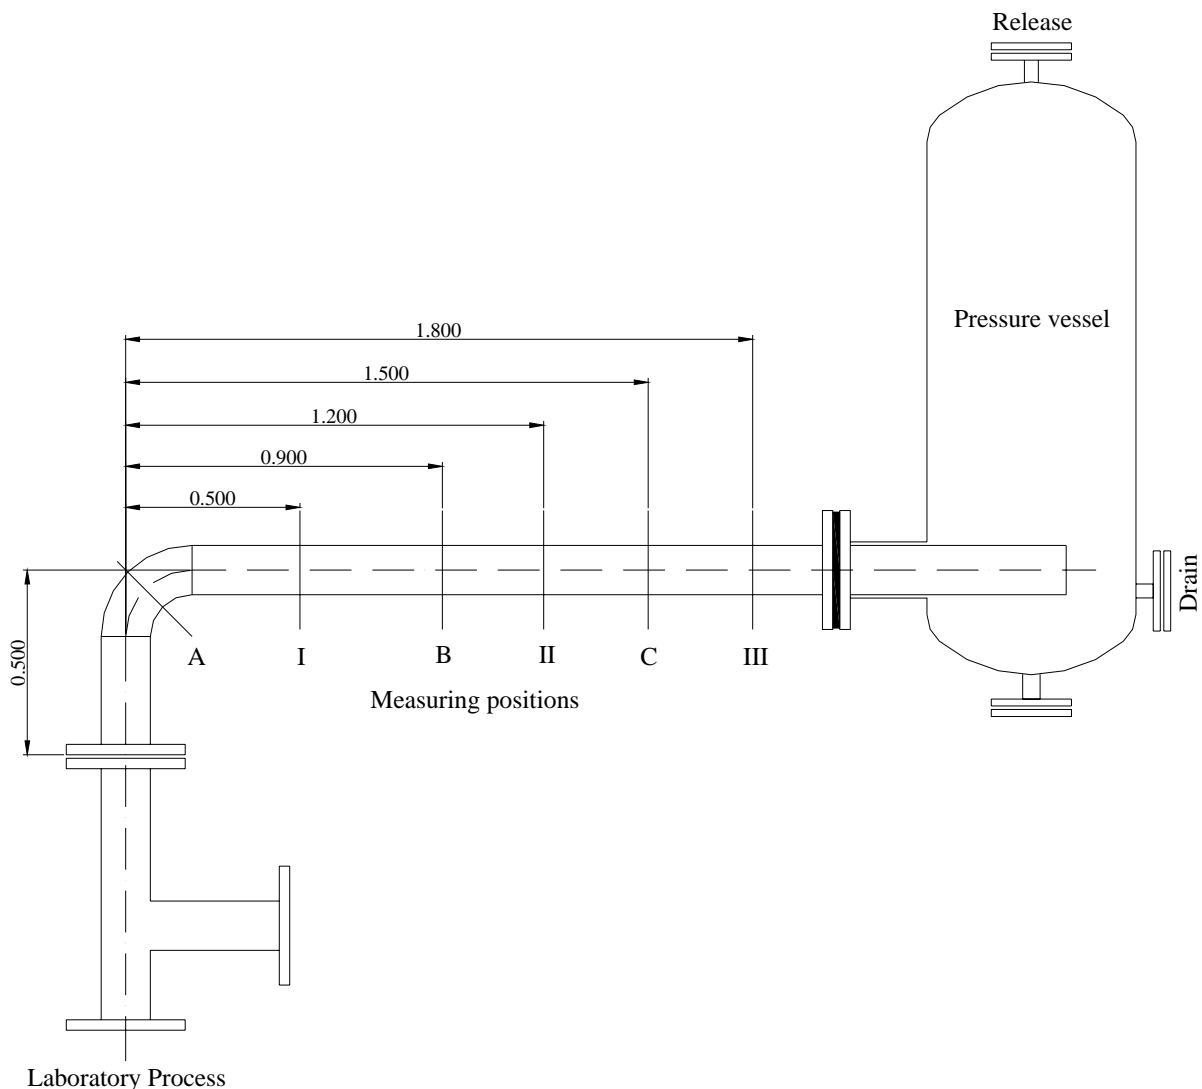 Release
Pressure vessel
1.800
1.500
1.200
0.900
0.500
Drain
0.500
A
I
B
II
C
III
Measuring positions
Laboratory Process